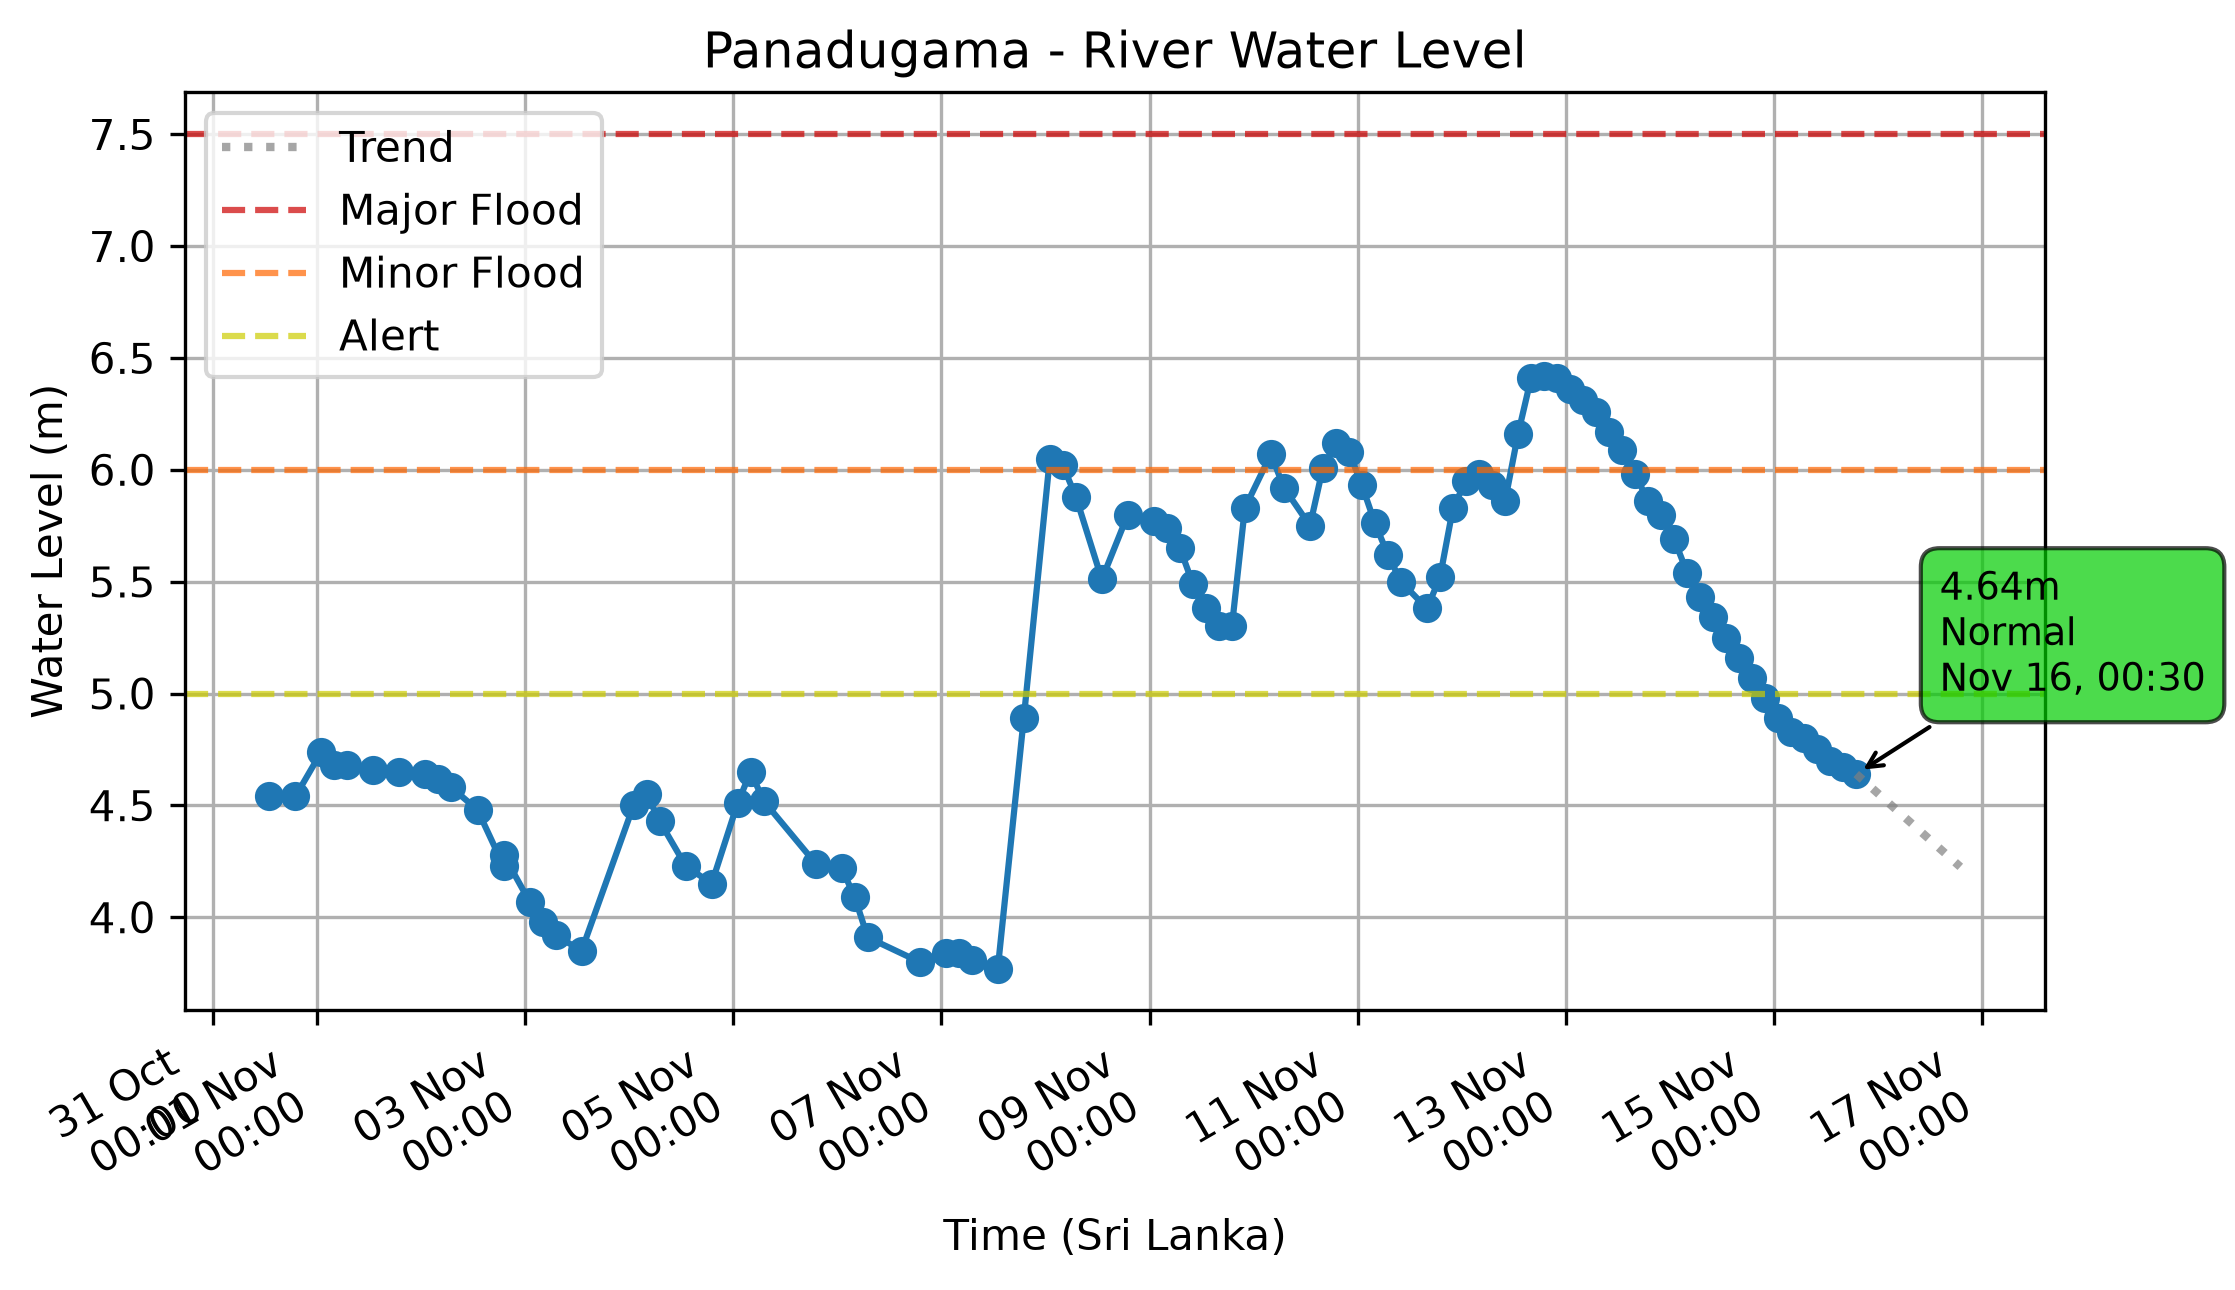 Panadugama - River Water Level
Trend
Major Flood
Minor Flood
Alert
Water Level (m)
7.5
7.0
6.5
6.0
5.5
5.0
4.5
4.0
4.64m
Normal
Nov 16, 00:30
31 Oct
00:00
01 Nov
00:00
03 Nov
00:00
05 Nov
00:00
07 Nov
00:00
09 Nov
00:00
11 Nov
00:00
13 Nov
00:00
15 Nov
00:00
17 Nov
00:00
Time (Sri Lanka)